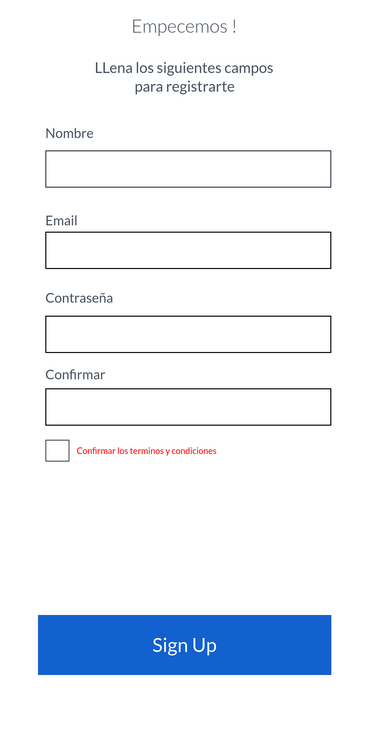 Empecemos !
LLena los siguientes campos
para registrarte
Nombre
Email
Contraseña
Confirmar
Confirmar los terminos y condiciones
Sign Up